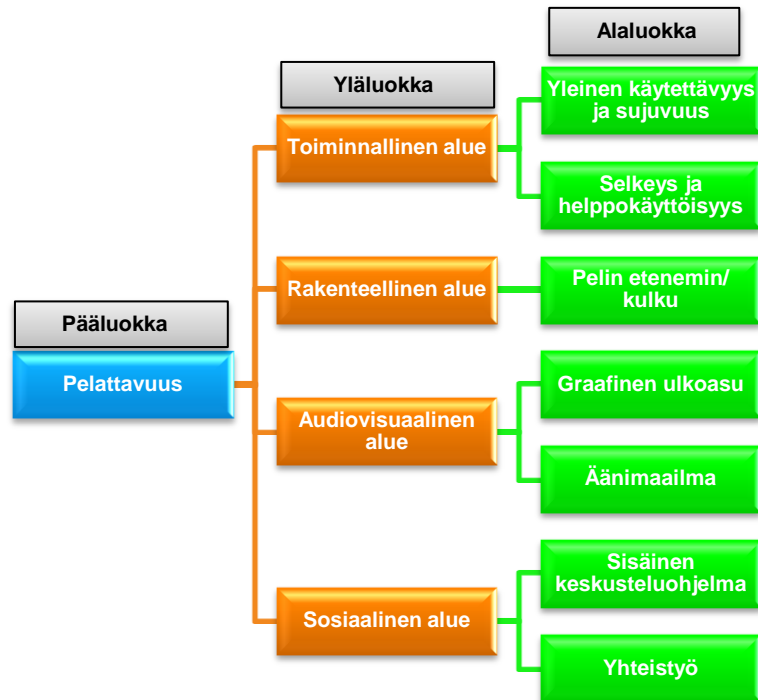 Alaluokka
Yläluokka
Yleinen käytettävyys
ja sujuvuus
Toiminnallinen alue
Selkeys ja
helppokäyttöisyys
Rakenteellinen alue
Pelin etenemin/
kulku
Pääluokka
Pelattavuus
Graafinen ulkoasu
Audiovisuaalinen
alue
Äänimaailma
Sisäinen
keskusteluohjelma
Sosiaalinen alue
Yhteistyö